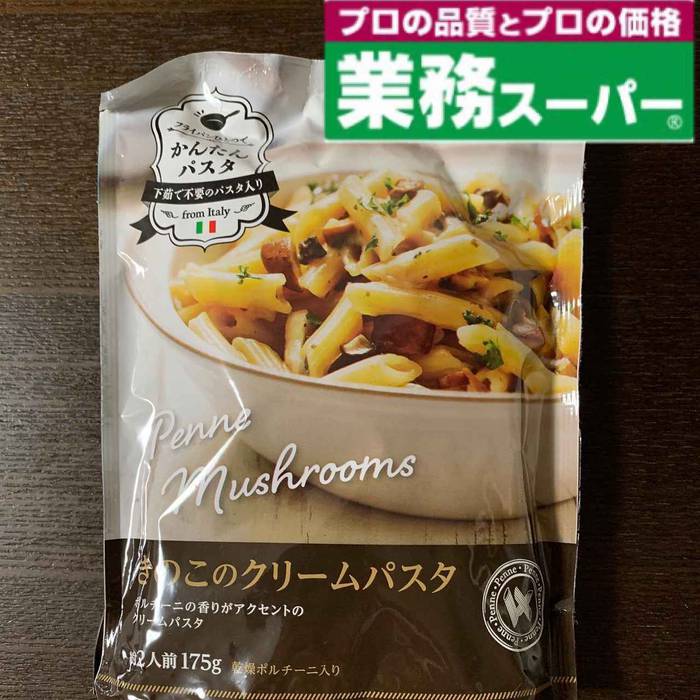 プロの品質とプロの価格
業務スーパー®
フライパンひとつで
かんたん
パスタ
下茹で不要のパスタ入り
from Italy
Penne
Mushrooms
きのこのクリームパスタ
ポルチーニの香りがアクセントの
クリームパスタ
約2人前 175g 乾燥ポルチーニ入り
Penne • Penne • Penne • Penne • Penne